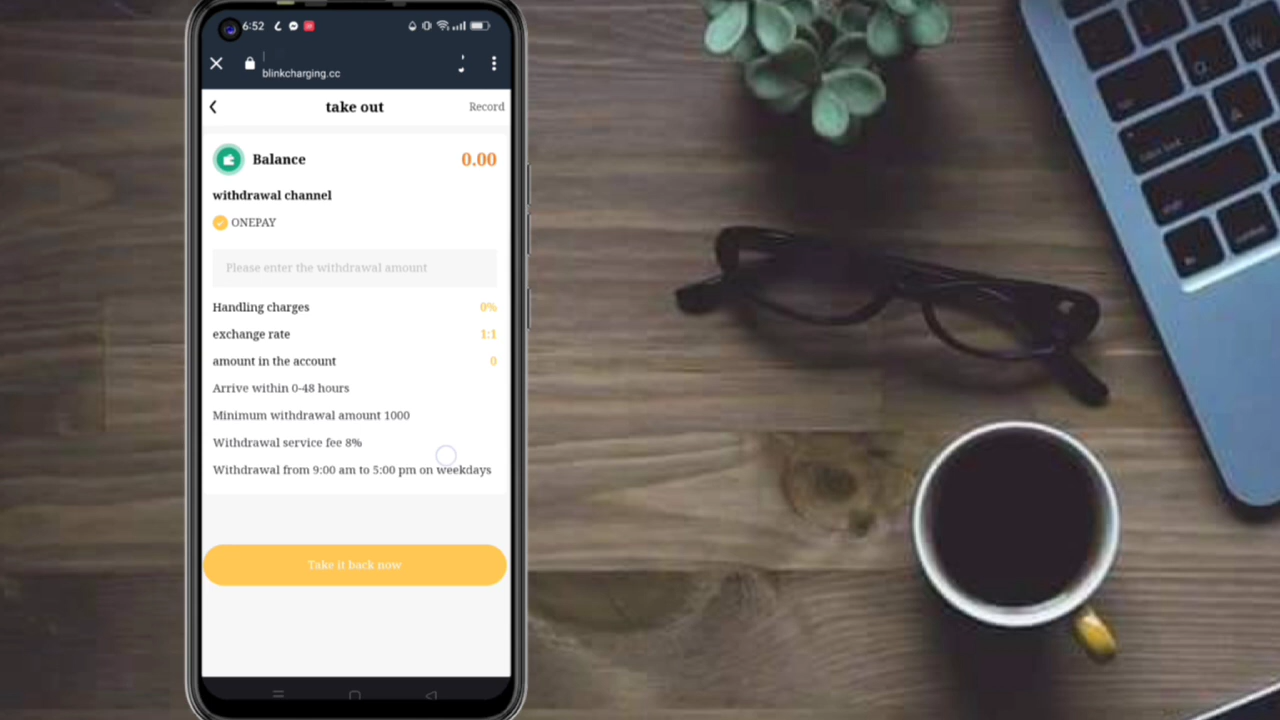 6:52
blinkcharging.cc
take out
Record
Balance
0.00
withdrawal channel
ONEPAY
Please enter the withdrawal amount
Handling charges
0%
exchange rate
1:1
amount in the account
0
Arrive within 0-48 hours
Minimum withdrawal amount 1000
Withdrawal service fee 8%
Withdrawal from 9:00 am to 5:00 pm on weekdays
Take it back now